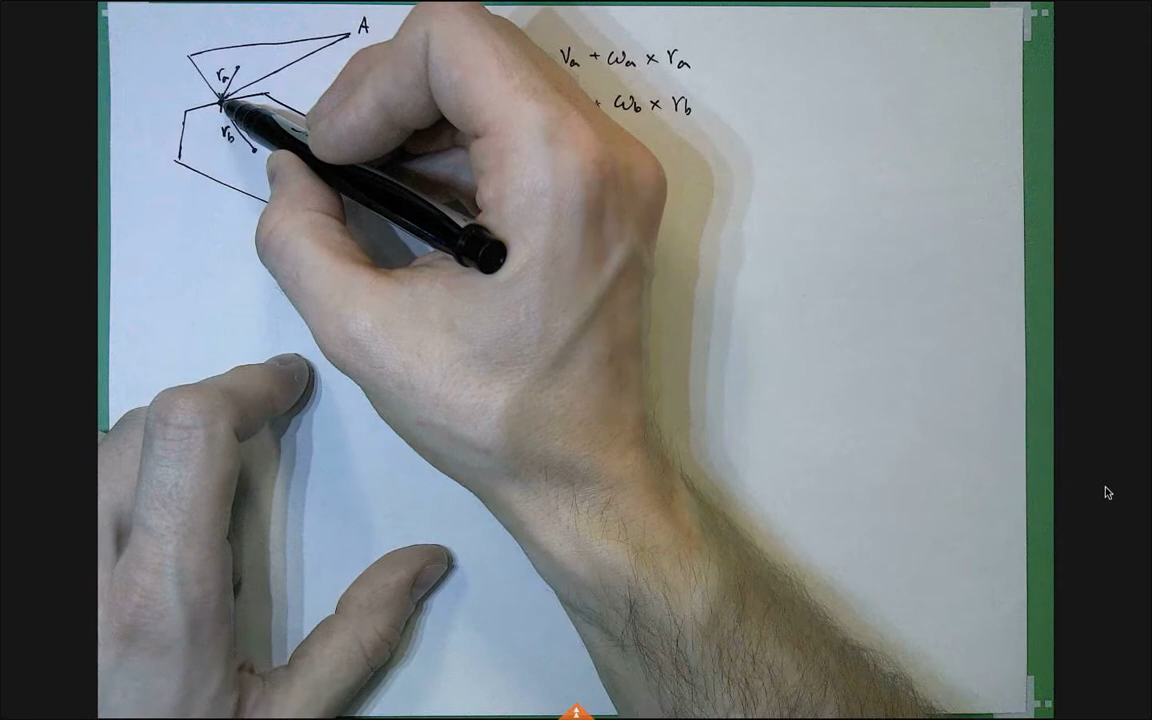 A
ra
Va + ωa × ra
rb
+ ωb × rb